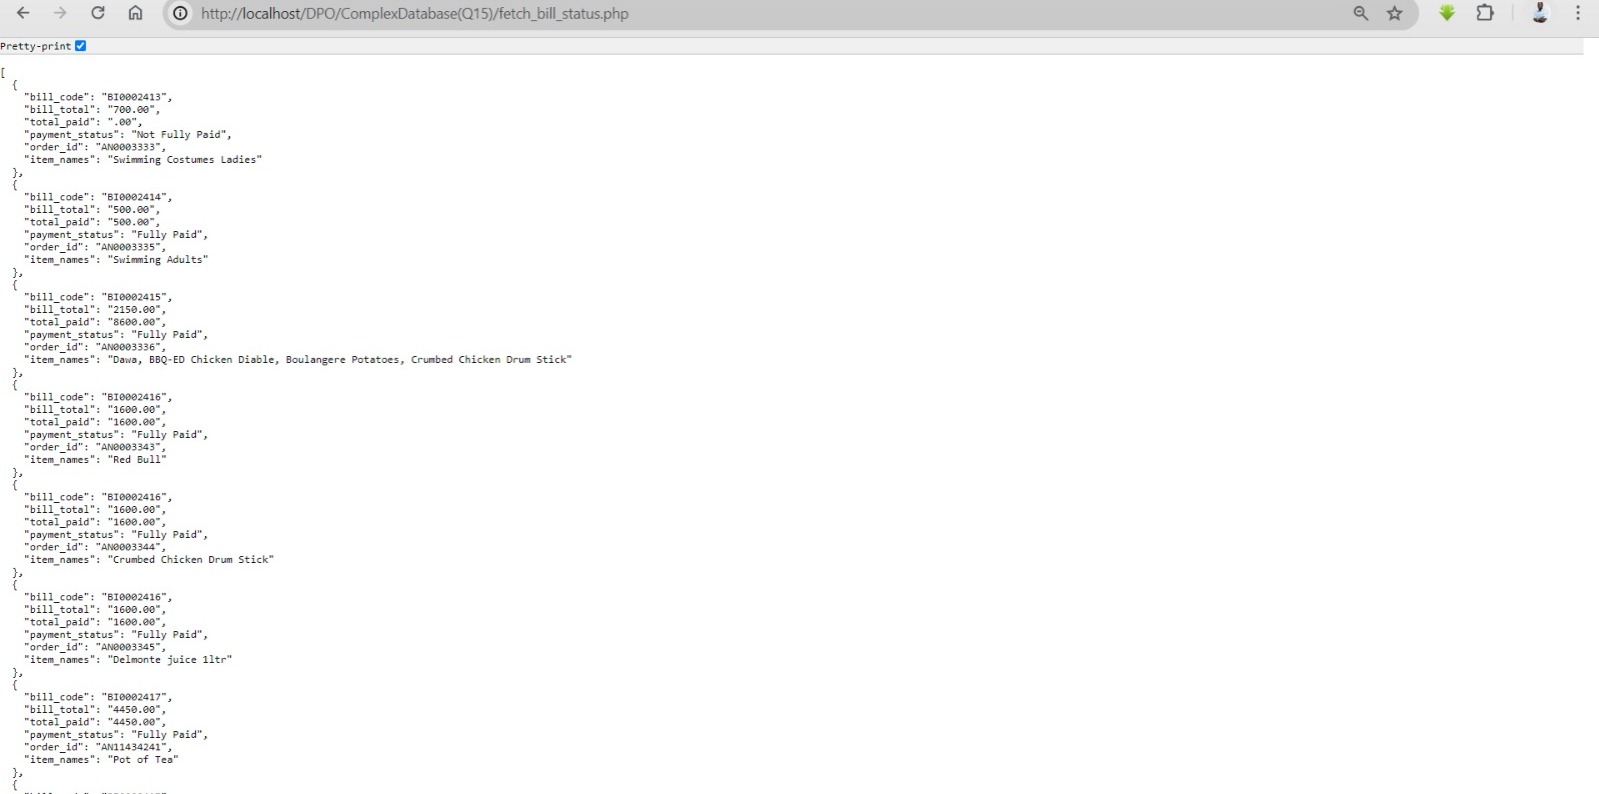 http://localhost/DPO/ComplexDatabase(Q15)/fetch_bill_status.php
Pretty-print
[
{
"bill_code": "BI0002413",
"bill_total": "700.00",
"total_paid": ".00",
"payment_status": "Not Fully Paid",
"order_id": "AN0003333",
"item_names": "Swimming Costumes Ladies"
},
{
"bill_code": "BI0002414",
"bill_total": "500.00",
"total_paid": "500.00",
"payment_status": "Fully Paid",
"order_id": "AN0003335",
"item_names": "Swimming Adults"
},
{
"bill_code": "BI0002415",
"bill_total": "2150.00",
"total_paid": "8600.00",
"payment_status": "Fully Paid",
"order_id": "AN0003336",
"item_names": "Dawa, BBQ-ED Chicken Diable, Boulangere Potatoes, Crumbed Chicken Drum Stick"
},
{
"bill_code": "BI0002416",
"bill_total": "1600.00",
"total_paid": "1600.00",
"payment_status": "Fully Paid",
"order_id": "AN0003343",
"item_names": "Red Bull"
},
{
"bill_code": "BI0002416",
"bill_total": "1600.00",
"total_paid": "1600.00",
"payment_status": "Fully Paid",
"order_id": "AN0003344",
"item_names": "Crumbed Chicken Drum Stick"
},
{
"bill_code": "BI0002416",
"bill_total": "1600.00",
"total_paid": "1600.00",
"payment_status": "Fully Paid",
"order_id": "AN0003345",
"item_names": "Delmonte juice 1ltr"
},
{
"bill_code": "BI0002417",
"bill_total": "4450.00",
"total_paid": "4450.00",
"payment_status": "Fully Paid",
"order_id": "AN11434241",
"item_names": "Pot of Tea"
},
{